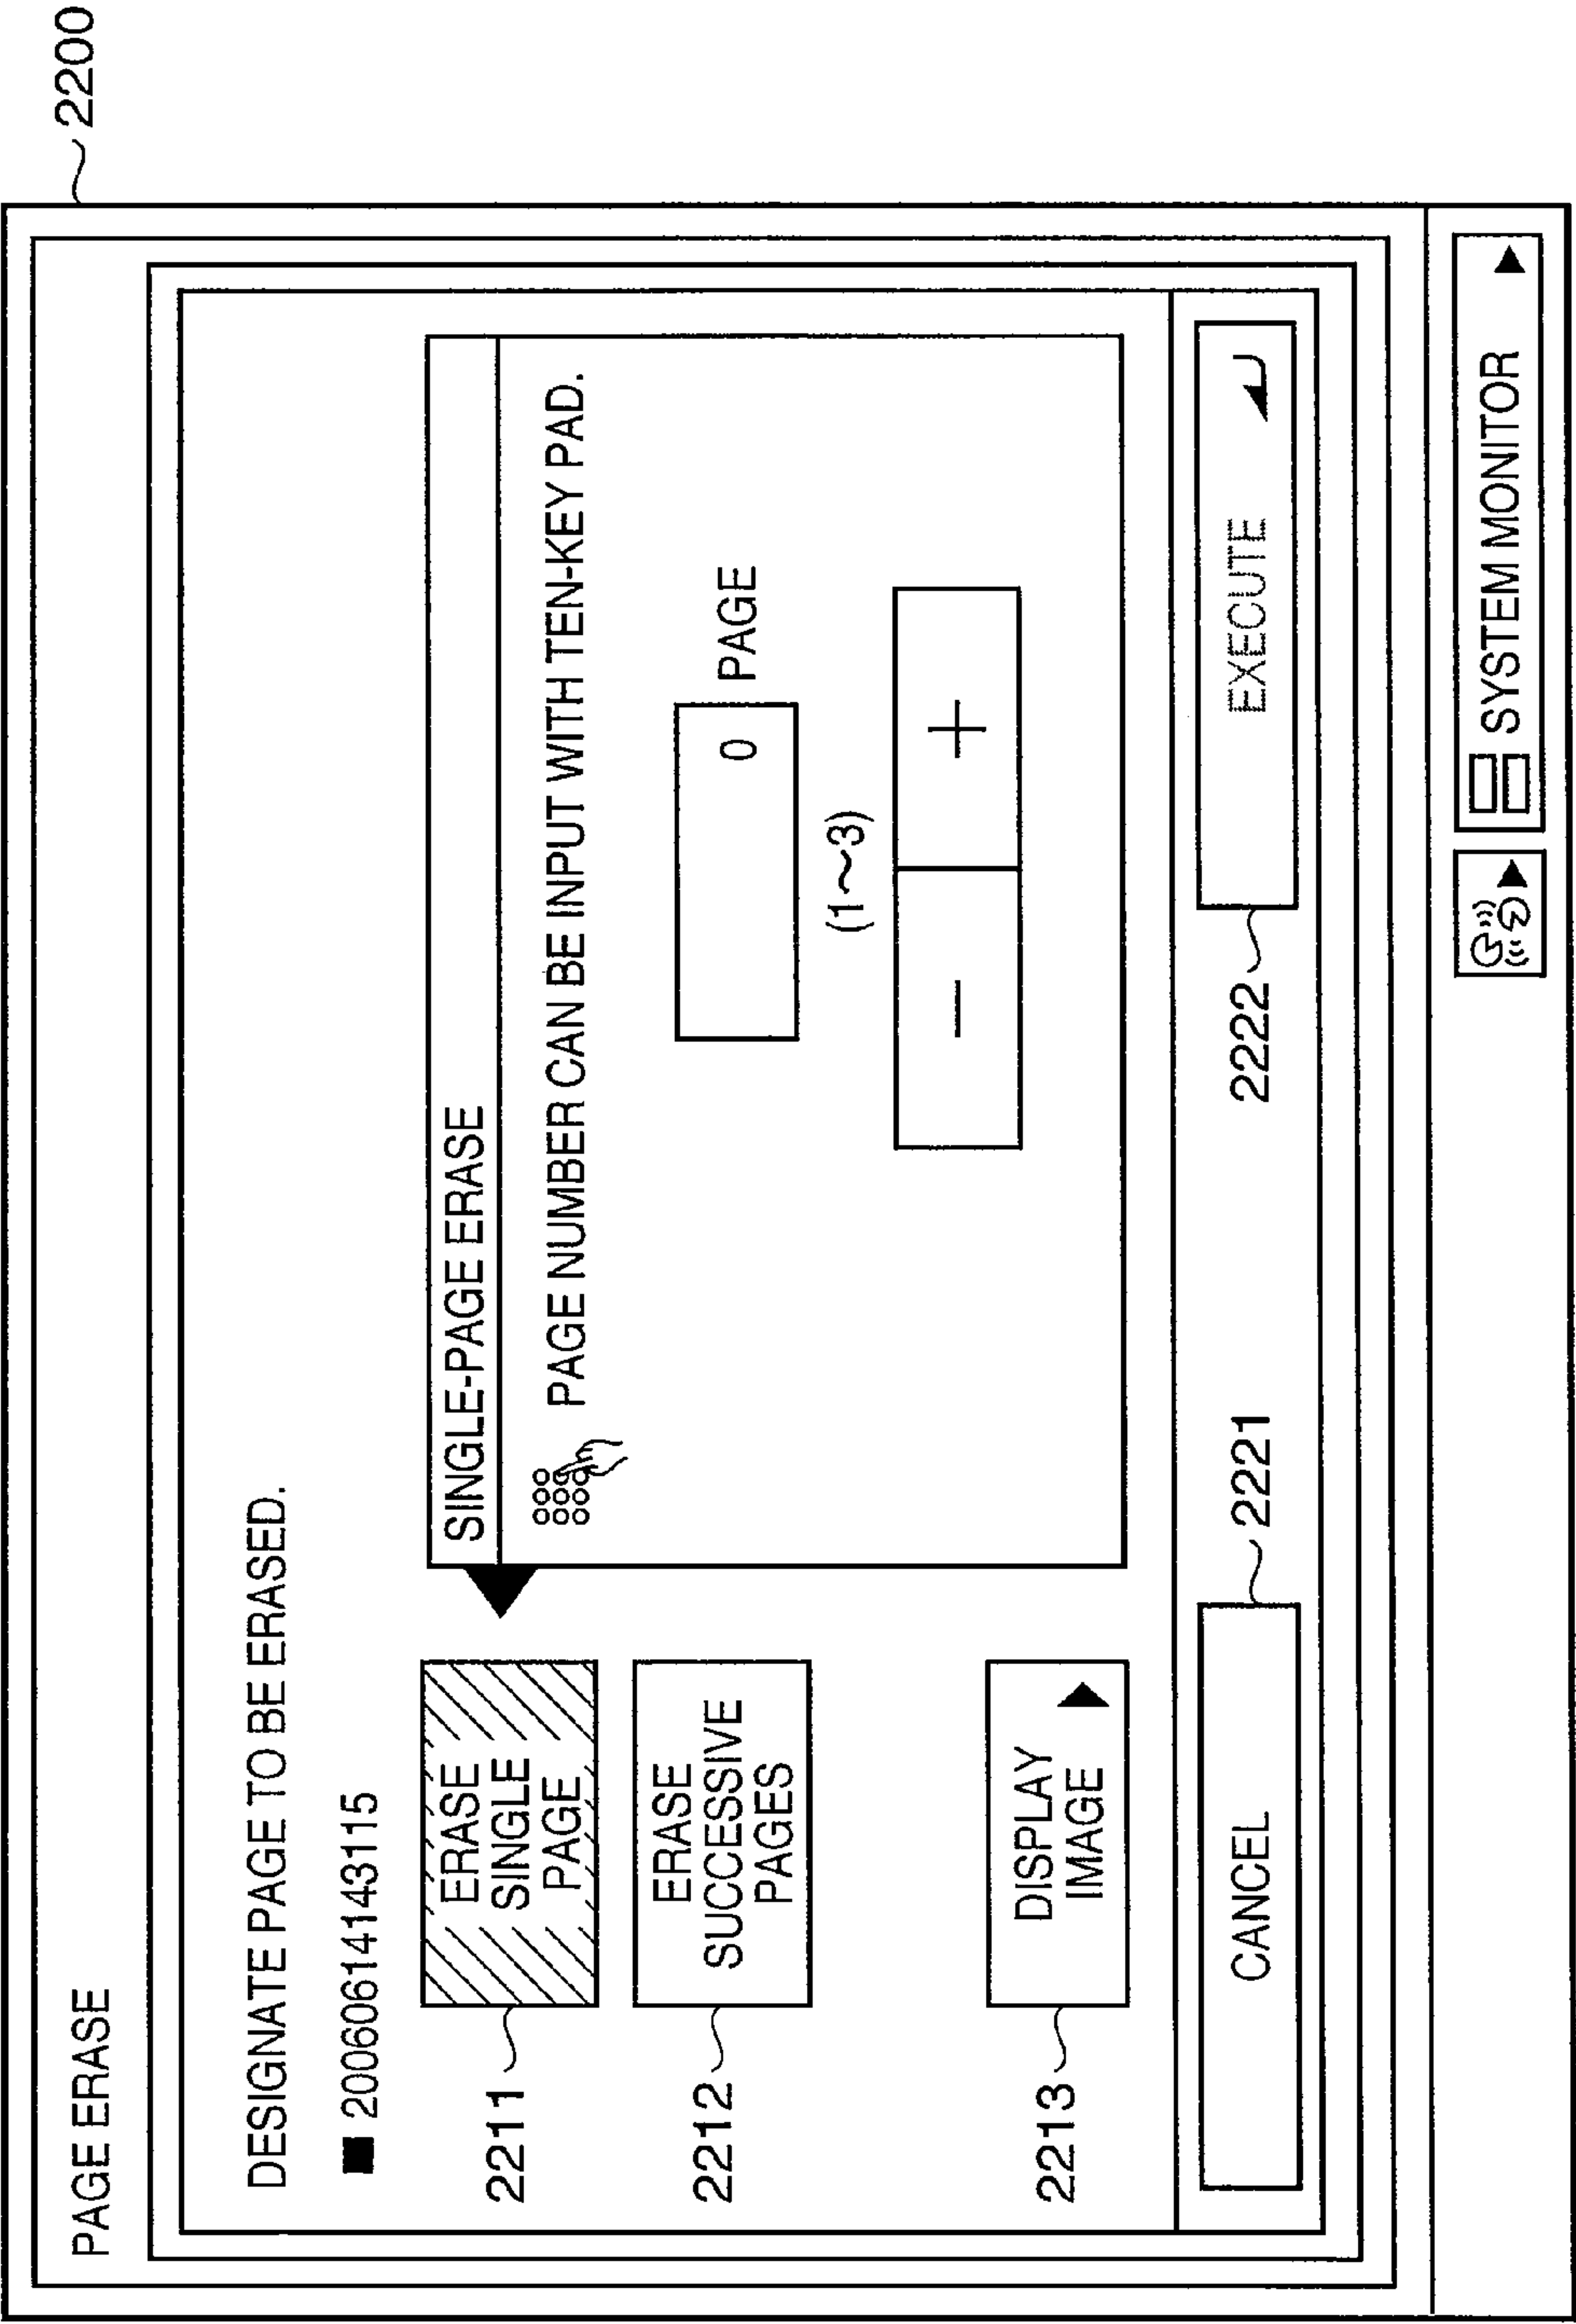 2200
PAGE ERASE
DESIGNATE PAGE TO BE ERASED.
■ 20060614143115
2211
ERASE
SINGLE
PAGE
2212
ERASE
SUCCESSIVE
PAGES
2213
DISPLAY
IMAGE
SINGLE-PAGE ERASE
PAGE NUMBER CAN BE INPUT WITH TEN-KEY PAD.
0 PAGE
(1~3)
− +
CANCEL
2221
2222
EXECUTE
SYSTEM MONITOR